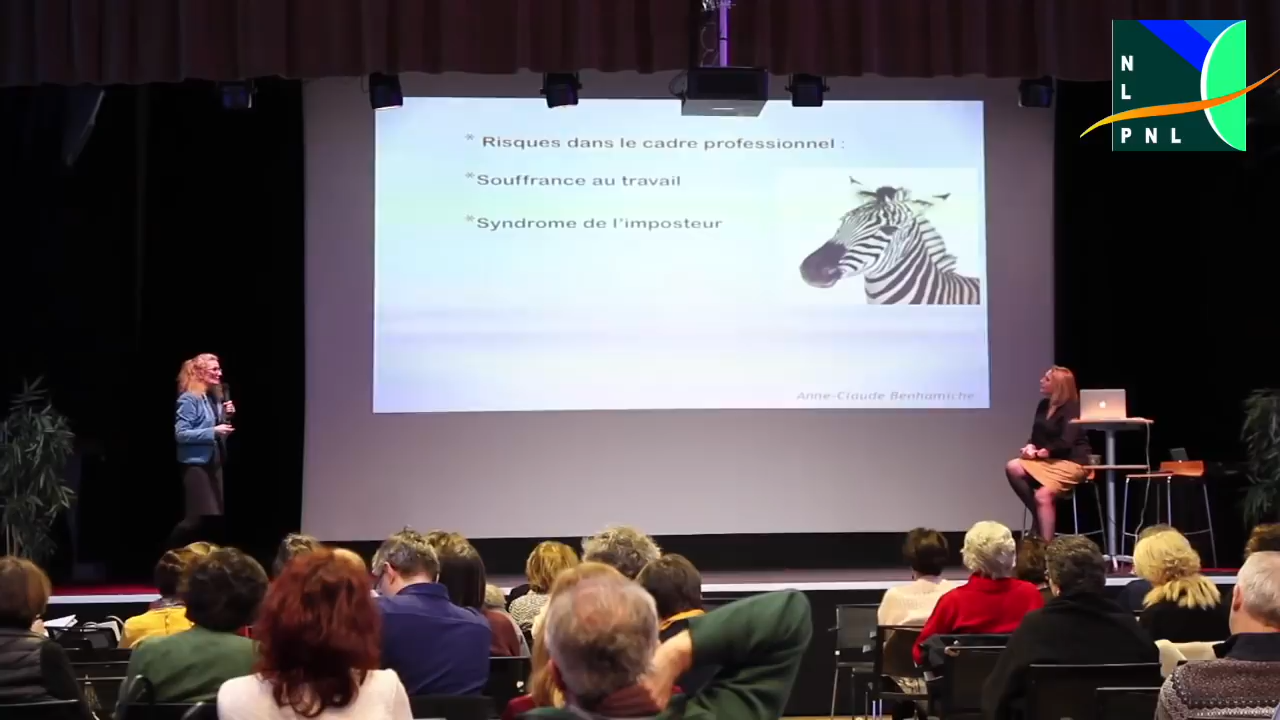 * Risques dans le cadre professionnel :
*Souffrance au travail
*Syndrome de l'imposteur
Anne-Claude Benhamiche
N
L
PNL